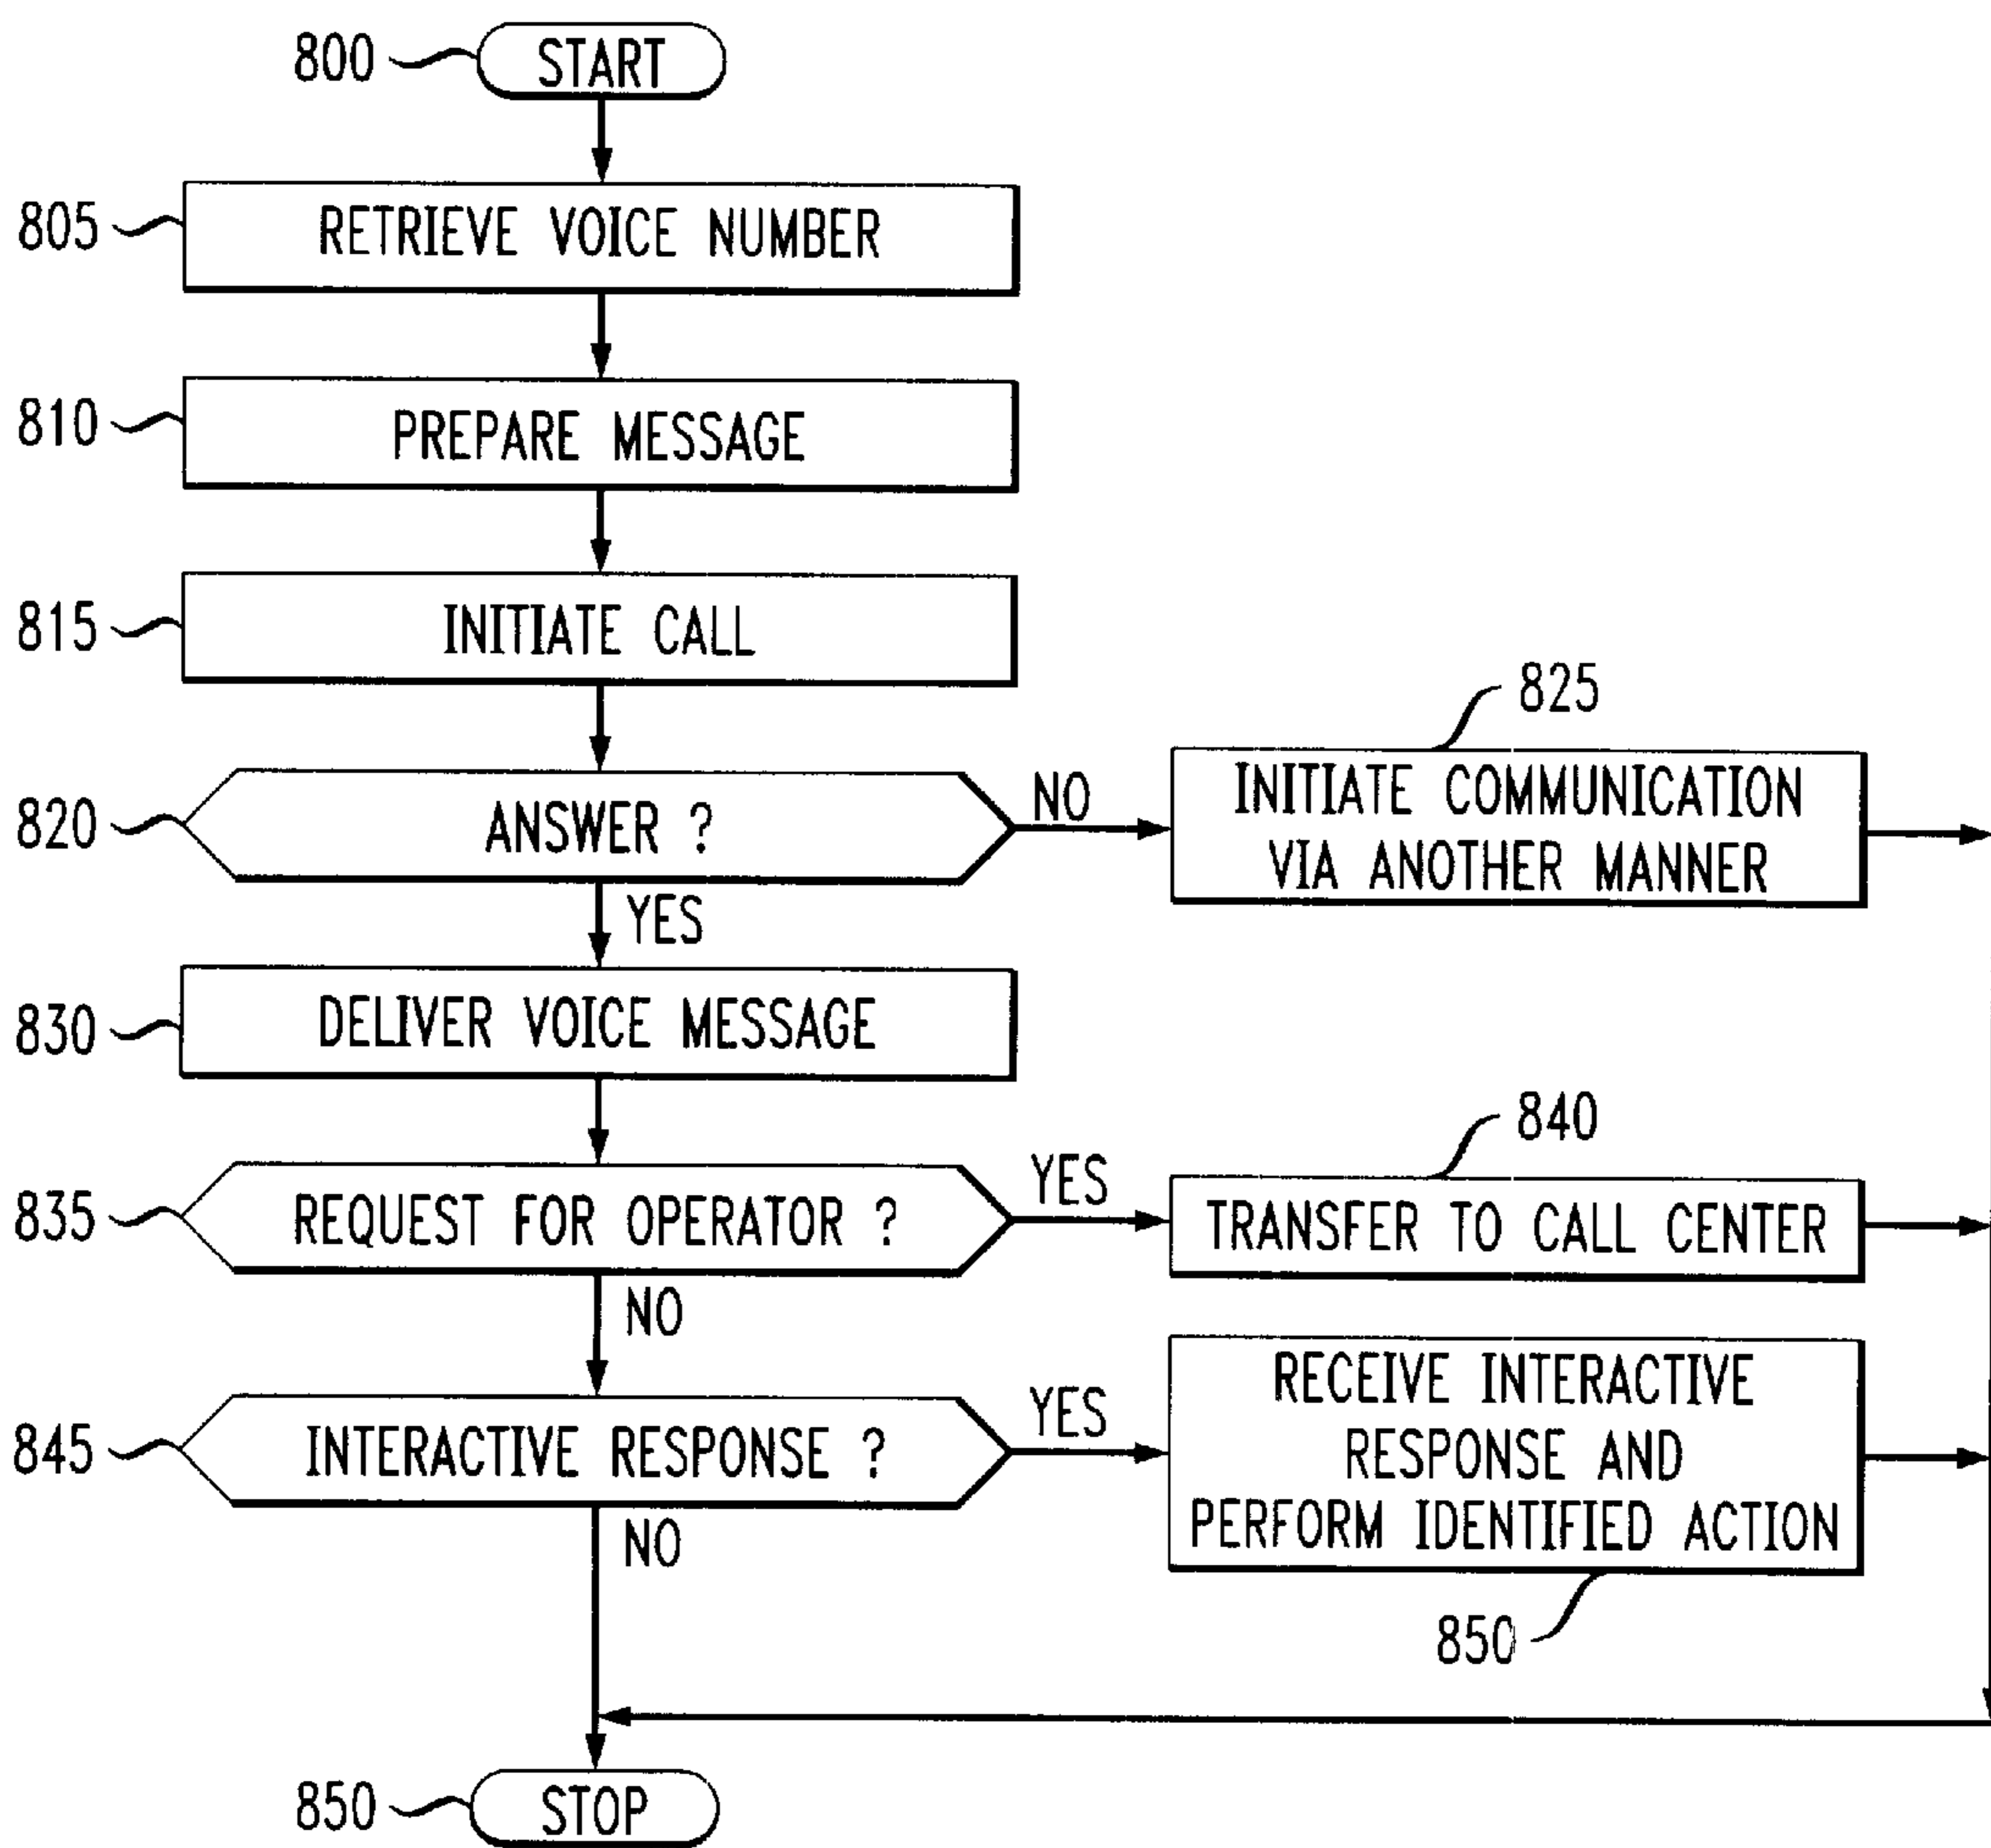 800 START
805 RETRIEVE VOICE NUMBER
810 PREPARE MESSAGE
815 INITIATE CALL
820 ANSWER ?
NO
825
INITIATE COMMUNICATION
VIA ANOTHER MANNER
YES
830 DELIVER VOICE MESSAGE
835 REQUEST FOR OPERATOR ?
YES
840
TRANSFER TO CALL CENTER
NO
845 INTERACTIVE RESPONSE ?
YES
RECEIVE INTERACTIVE
RESPONSE AND
PERFORM IDENTIFIED ACTION
850
NO
850 STOP